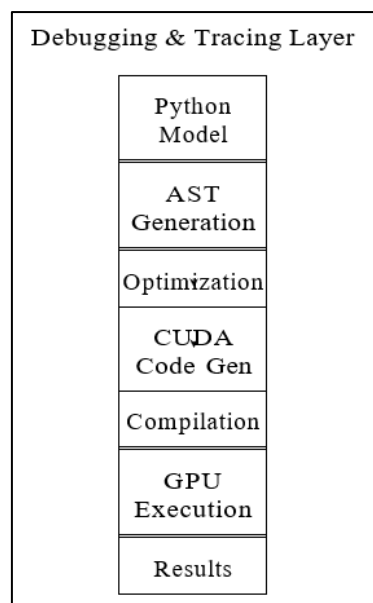 Debugging & Tracing Layer
Python
Model
AST
Generation
Optimization
CUDA
Code Gen
Compilation
GPU
Execution
Results